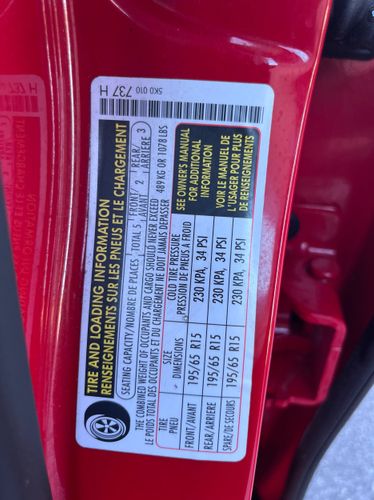 5K0 010 737 H
TIRE AND LOADING INFORMATION
RENSEIGNEMENTS SUR LES PNEUS ET LE CHARGEMENT
SEATING CAPACITY/NOMBRE DE PLACES, TOTAL 5 FRONT/AVANT 2 REAR/ARRIERE 3
THE COMBINED WEIGHT OF OCCUPANTS AND CARGO SHOULD NEVER EXCEED
LE POIDS TOTAL DES OCCUPANTS ET DU CHARGEMENT NE DOIT JAMAIS DEPASSER
489 KG OR 1078 LBS
TIRE SIZE COLD TIRE PRESSURE
PNEU DIMENSIONS PRESSION DE PNEUS A FROID
FRONT/AVANT 195/65 R15 230 KPA, 34 PSI
REAR/ARRIERE 195/65 R15 230 KPA, 34 PSI
SPARE/DE SECOURS 195/65 R15 230 KPA, 34 PSI
SEE OWNER'S MANUAL
FOR ADDITIONAL
INFORMATION
VOIR LE MANUEL DE
L'USAGER POUR PLUS
DE RENSEIGNEMENTS